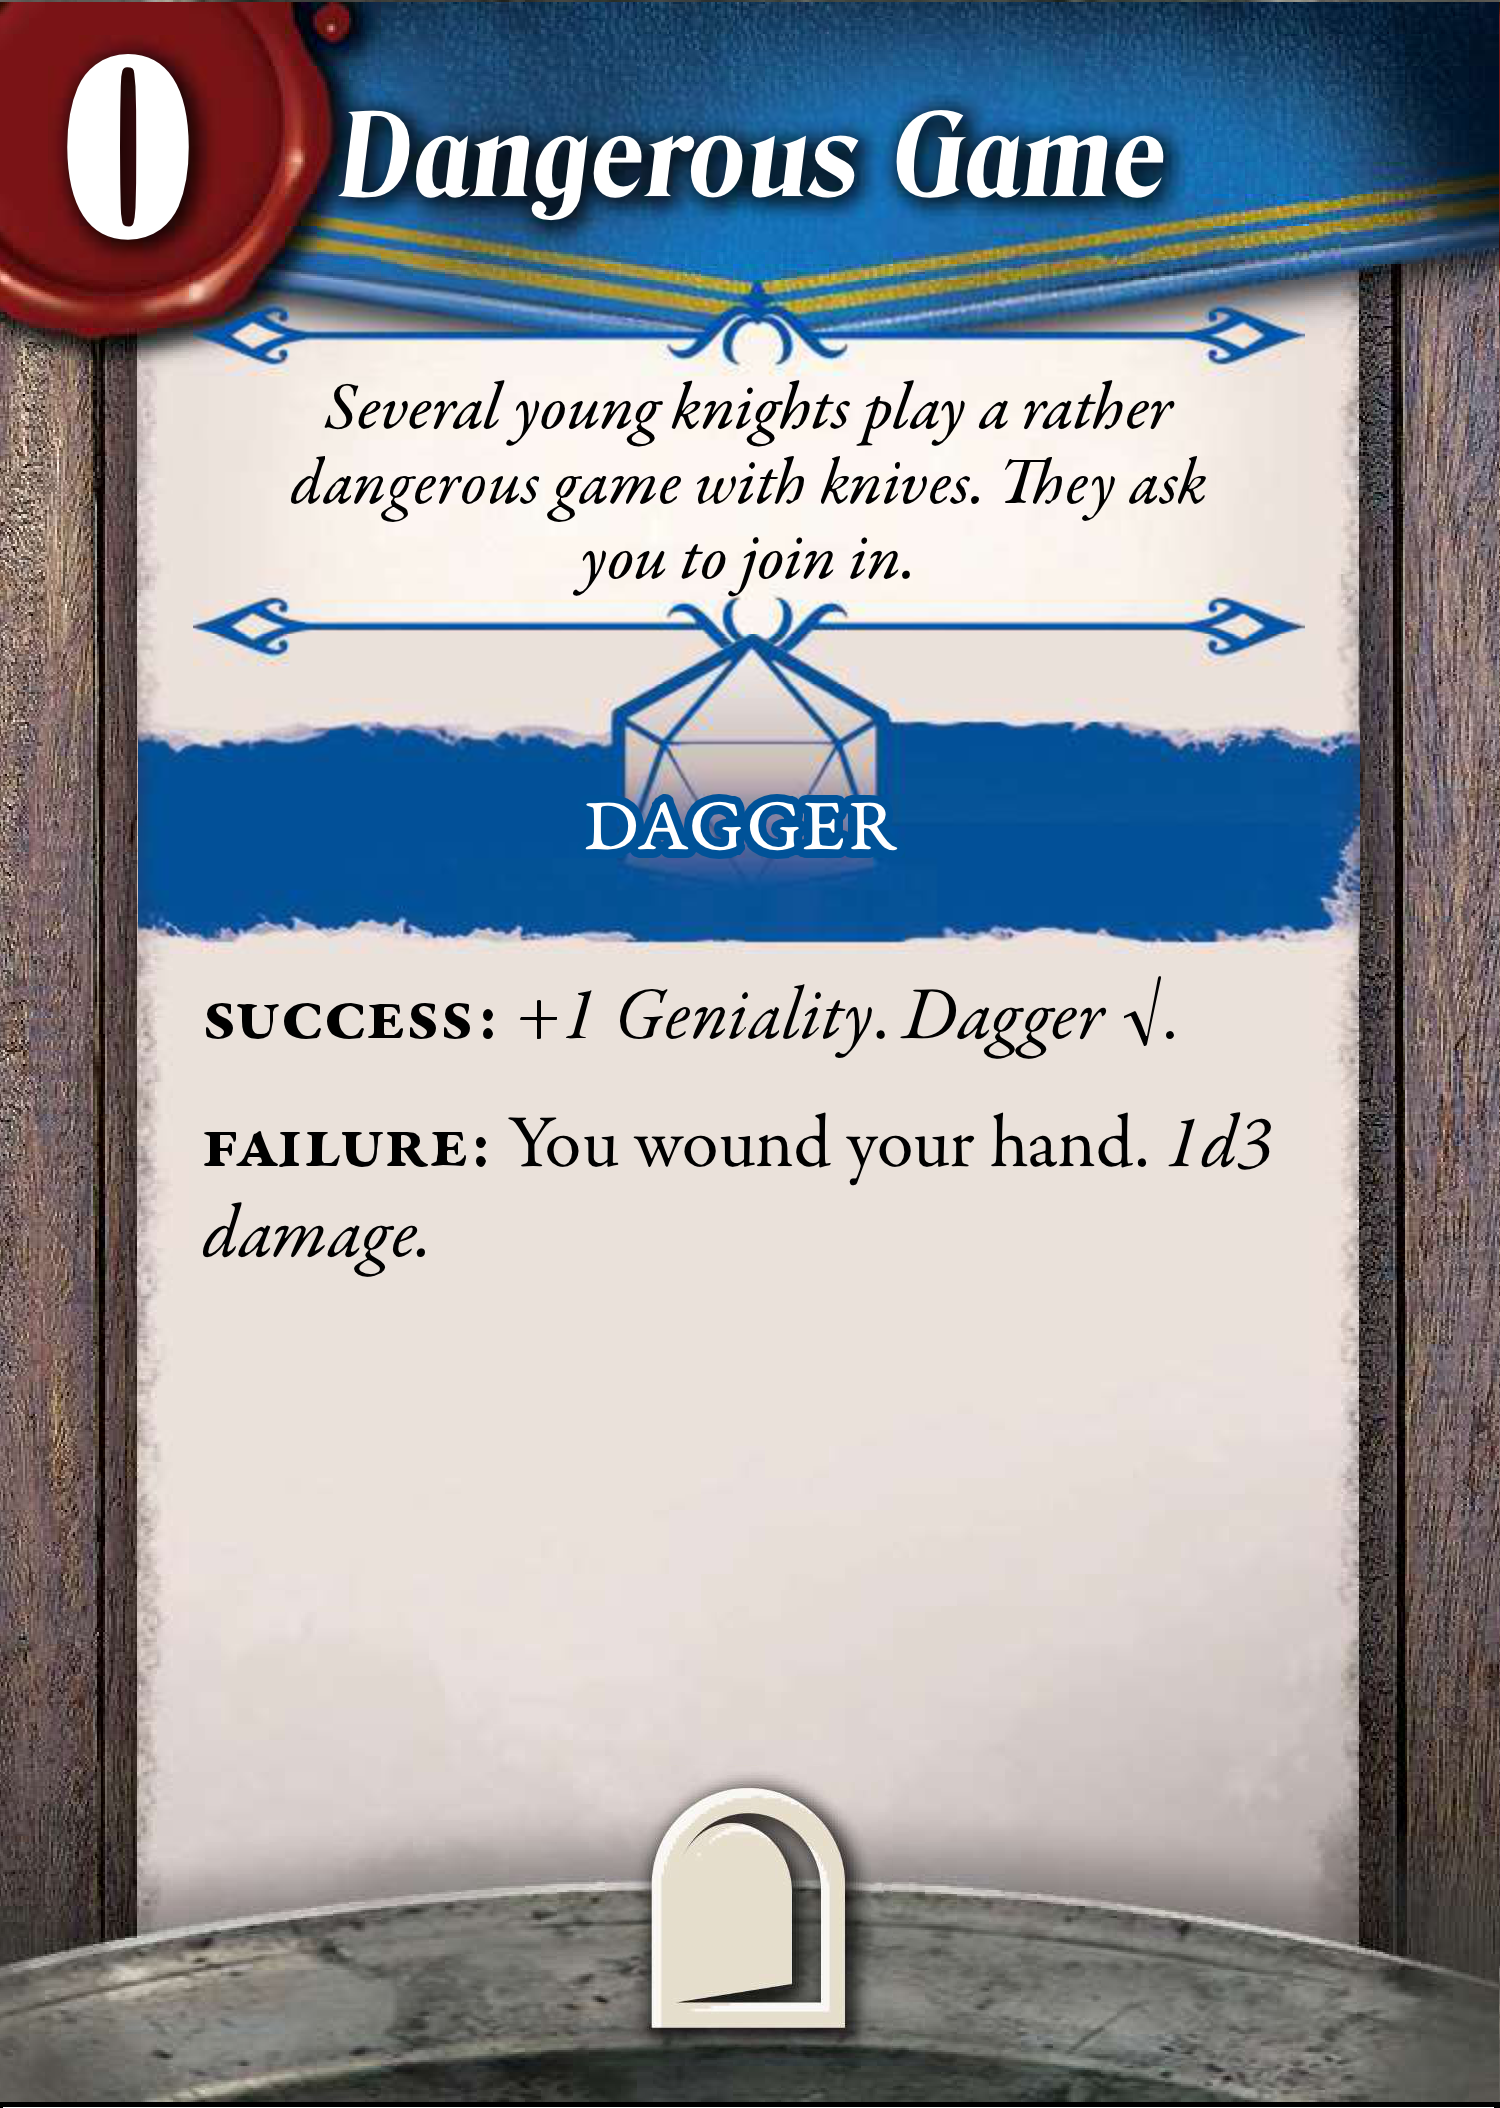 0
Dangerous Game
Several young knights play a rather
dangerous game with knives. They ask
you to join in.
DAGGER
SUCCESS: +1 Geniality. Dagger √.
FAILURE: You wound your hand. 1d3
damage.